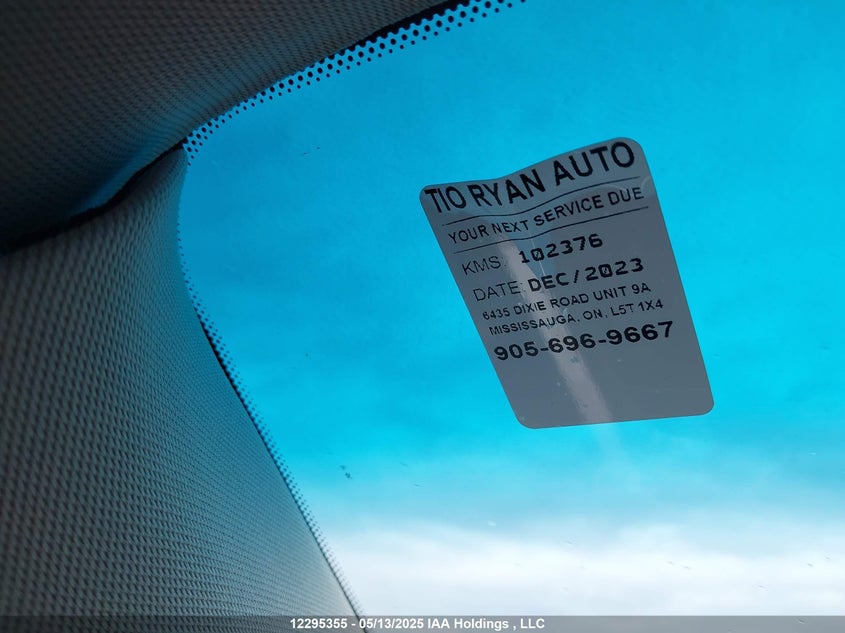 TIO RYAN AUTO
YOUR NEXT SERVICE DUE
KMS: 102376
DATE: DEC/2023
6435 DIXIE ROAD UNIT 9A
MISSISSAUGA, ON, L5T 1X4
905-696-9667
12295355 - 05/13/2025 IAA Holdings , LLC